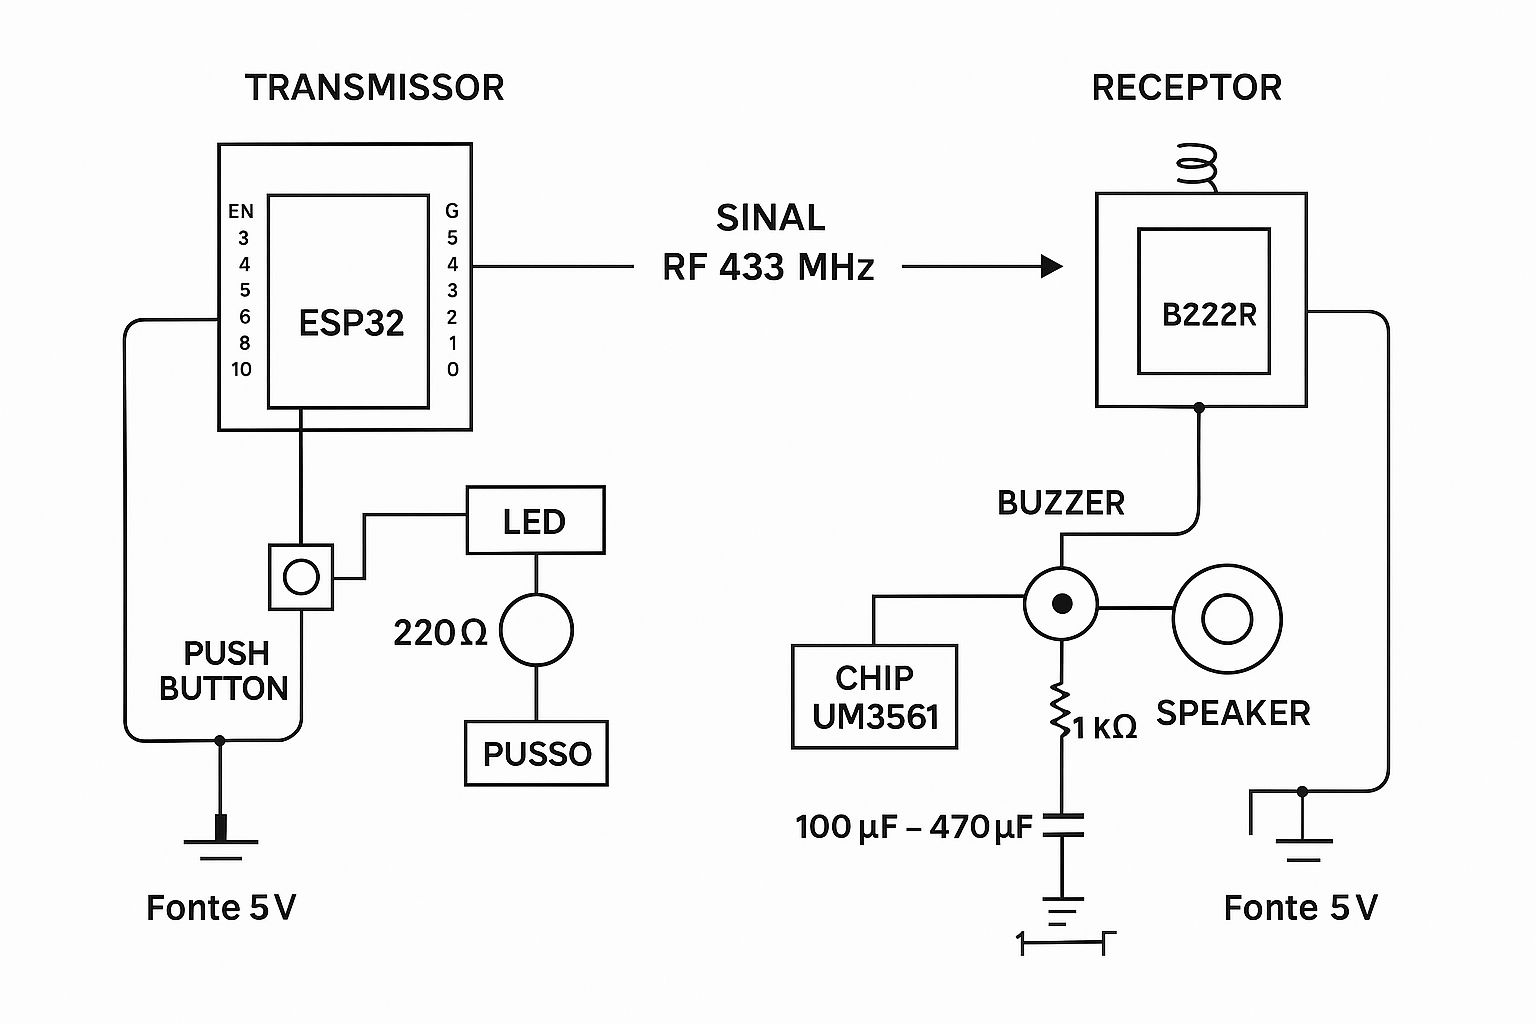 TRANSMISSOR
RECEPTOR
EN
3
4
5
6
8
10
ESP32
G
5
4
3
2
1
0
SINAL
RF 433 MHz
B222R
BUZZER
LED
220Ω
PUSH
BUTTON
PUSSO
CHIP
UM3561
1 kΩ
SPEAKER
100 µF – 470 µF
Fonte 5 V
Fonte 5 V